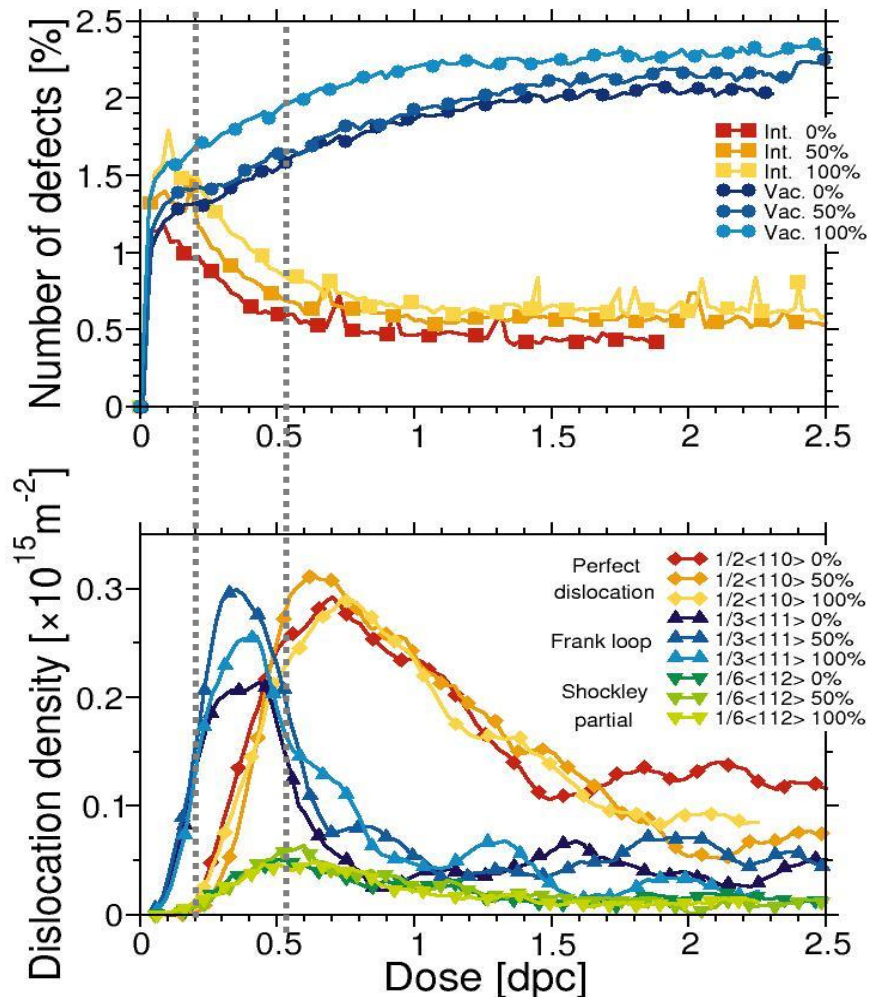 Number of defects [%]
2.5
2
1.5
1
0.5
0
Int. 0%
Int. 50%
Int. 100%
Vac. 0%
Vac. 50%
Vac. 100%
0 0.5 1 1.5 2 2.5
Dislocation density [×10¹⁵m⁻²]
0.3
0.2
0.1
0
Perfect dislocation
1/2<110> 0%
1/2<110> 50%
1/2<110> 100%
Frank loop
1/3<111> 0%
1/3<111> 50%
1/3<111> 100%
Shockley partial
1/6<112> 0%
1/6<112> 50%
1/6<112> 100%
0 0.5 1 1.5 2 2.5
Dose [dpc]